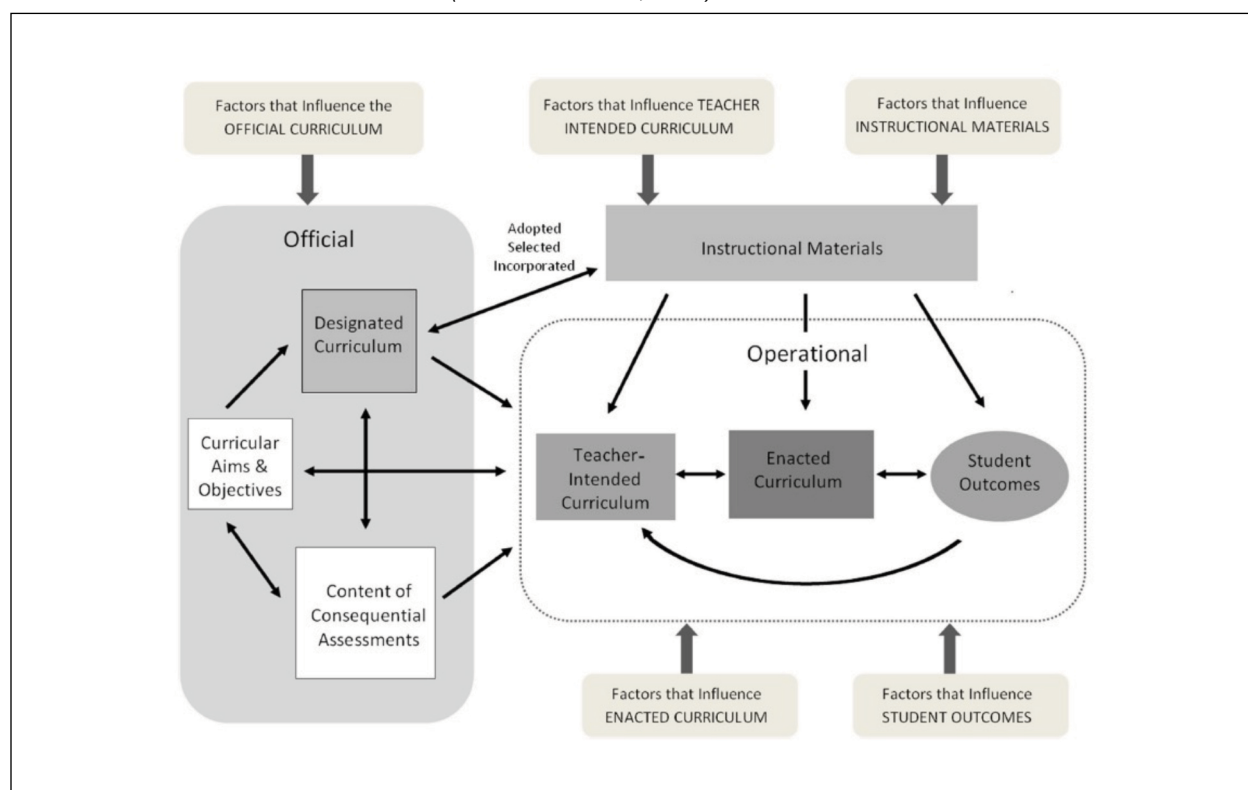 Factors that Influence the
OFFICIAL CURRICULUM
Factors that Influence TEACHER
INTENDED CURRICULUM
Factors that Influence
INSTRUCTIONAL MATERIALS
Official
Adopted
Selected
Incorporated
Instructional Materials
Designated
Curriculum
Operational
Curricular
Aims &
Objectives
Teacher-
Intended
Curriculum
Enacted
Curriculum
Student
Outcomes
Content of
Consequential
Assessments
Factors that Influence
ENACTED CURRICULUM
Factors that Influence
STUDENT OUTCOMES